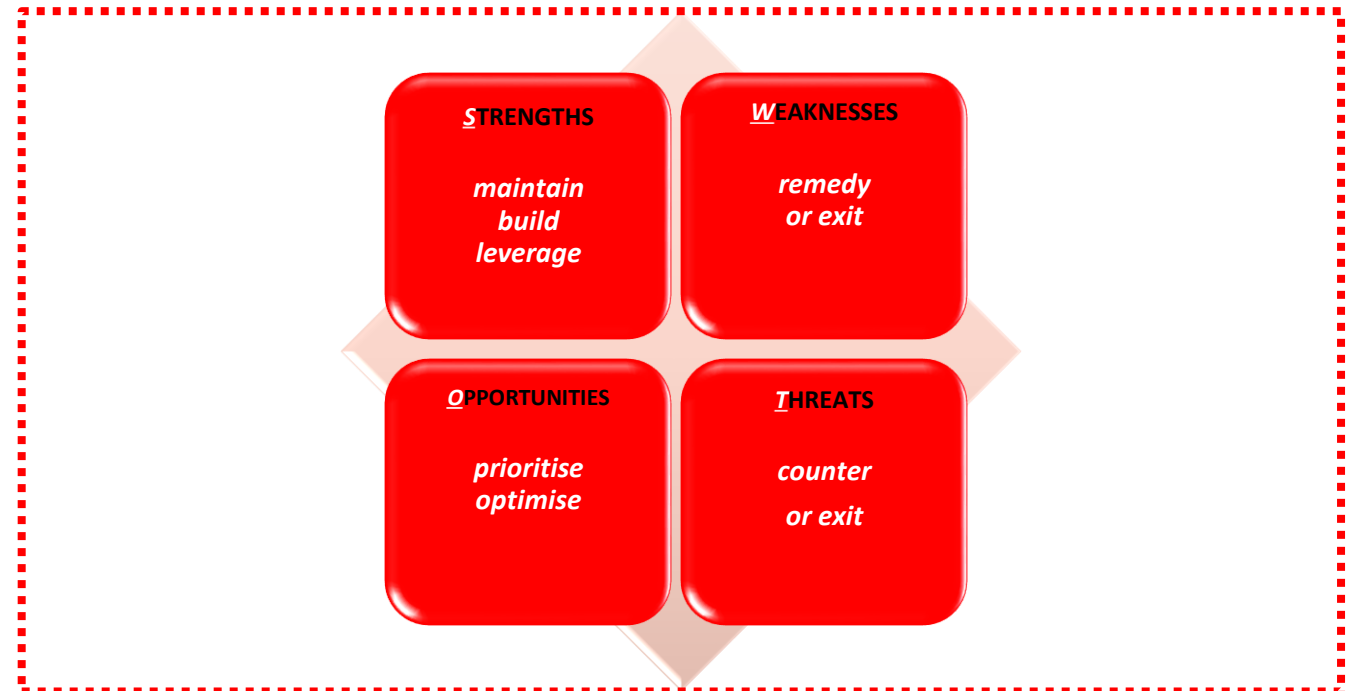 STRENGTHS
maintain
build
leverage
WEAKNESSES
remedy
or exit
OPPORTUNITIES
prioritise
optimise
THREATS
counter
or exit